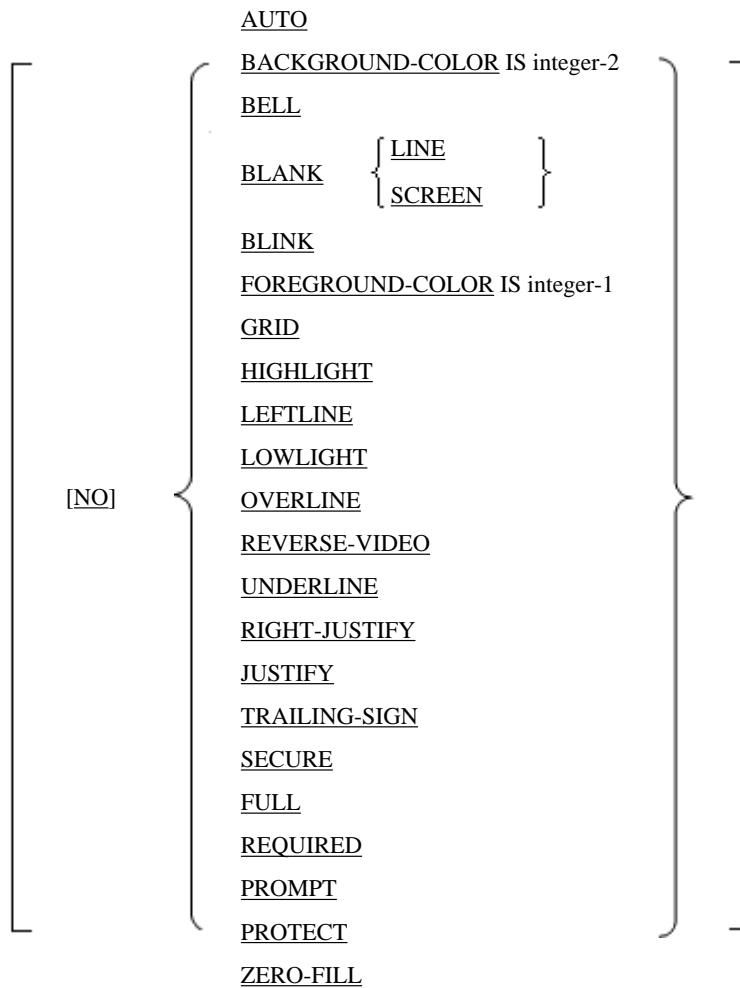 AUTO
BACKGROUND-COLOR IS integer-2
BELL
BLANK LINE
SCREEN
BLINK
FOREGROUND-COLOR IS integer-1
GRID
HIGHLIGHT
LEFTLINE
LOWLIGHT
[NO] OVERLINE
REVERSE-VIDEO
UNDERLINE
RIGHT-JUSTIFY
JUSTIFY
TRAILING-SIGN
SECURE
FULL
REQUIRED
PROMPT
PROTECT
ZERO-FILL